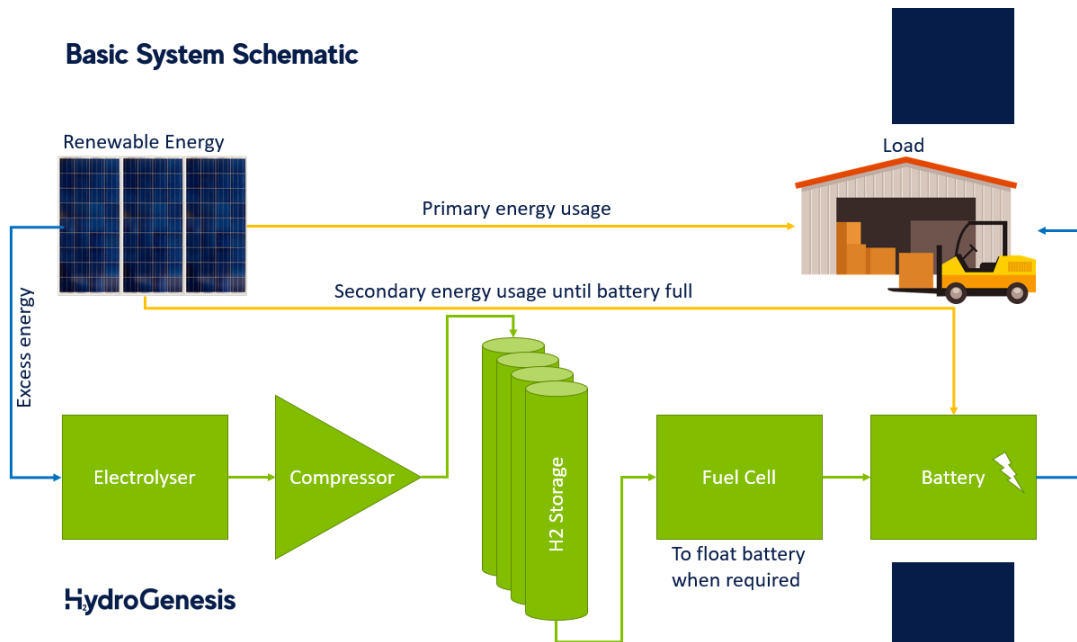 Basic System Schematic
Renewable Energy
Load
Primary energy usage
Secondary energy usage until battery full
Excess energy
Electrolyser
Compressor
H2 Storage
Fuel Cell
Battery
To float battery
when required
H2ydroGenesis